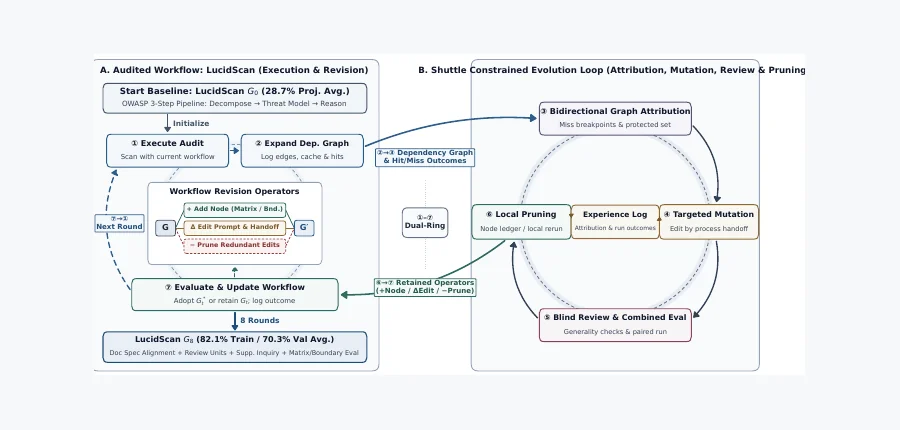 A. Audited Workflow: LucidScan (Execution & Revision)
Start Baseline: LucidScan G₀ (28.7% Proj. Avg.)
OWASP 3-Step Pipeline: Decompose → Threat Model → Reason
Initialize
① Execute Audit
Scan with current workflow
② Expand Dep. Graph
Log edges, cache & hits
Workflow Revision Operators
G
+ Add Node (Matrix / Bnd.)
Δ Edit Prompt & Handoff
− Prune Redundant Edits
G′
⑦→①
Next Round
⑦ Evaluate & Update Workflow
Adopt Gₜ* or retain Gₜ; log outcome
8 Rounds
LucidScan G₈ (82.1% Train / 70.3% Val Avg.)
Doc Spec Alignment + Review Units + Supp. Inquiry + Matrix/Boundary Eval
②→③ Dependency Graph
& Hit/Miss Outcomes
①–⑦
Dual-Ring
⑥→⑦ Retained Operators
(+Node / ΔEdit / −Prune)
B. Shuttle Constrained Evolution Loop (Attribution, Mutation, Review & Pruning
③ Bidirectional Graph Attribution
Miss breakpoints & protected set
⑥ Local Pruning
Node ledger / local rerun
Experience Log
Attribution & run outcomes
④ Targeted Mutation
Edit by process handoff
⑤ Blind Review & Combined Eval
Generality checks & paired run